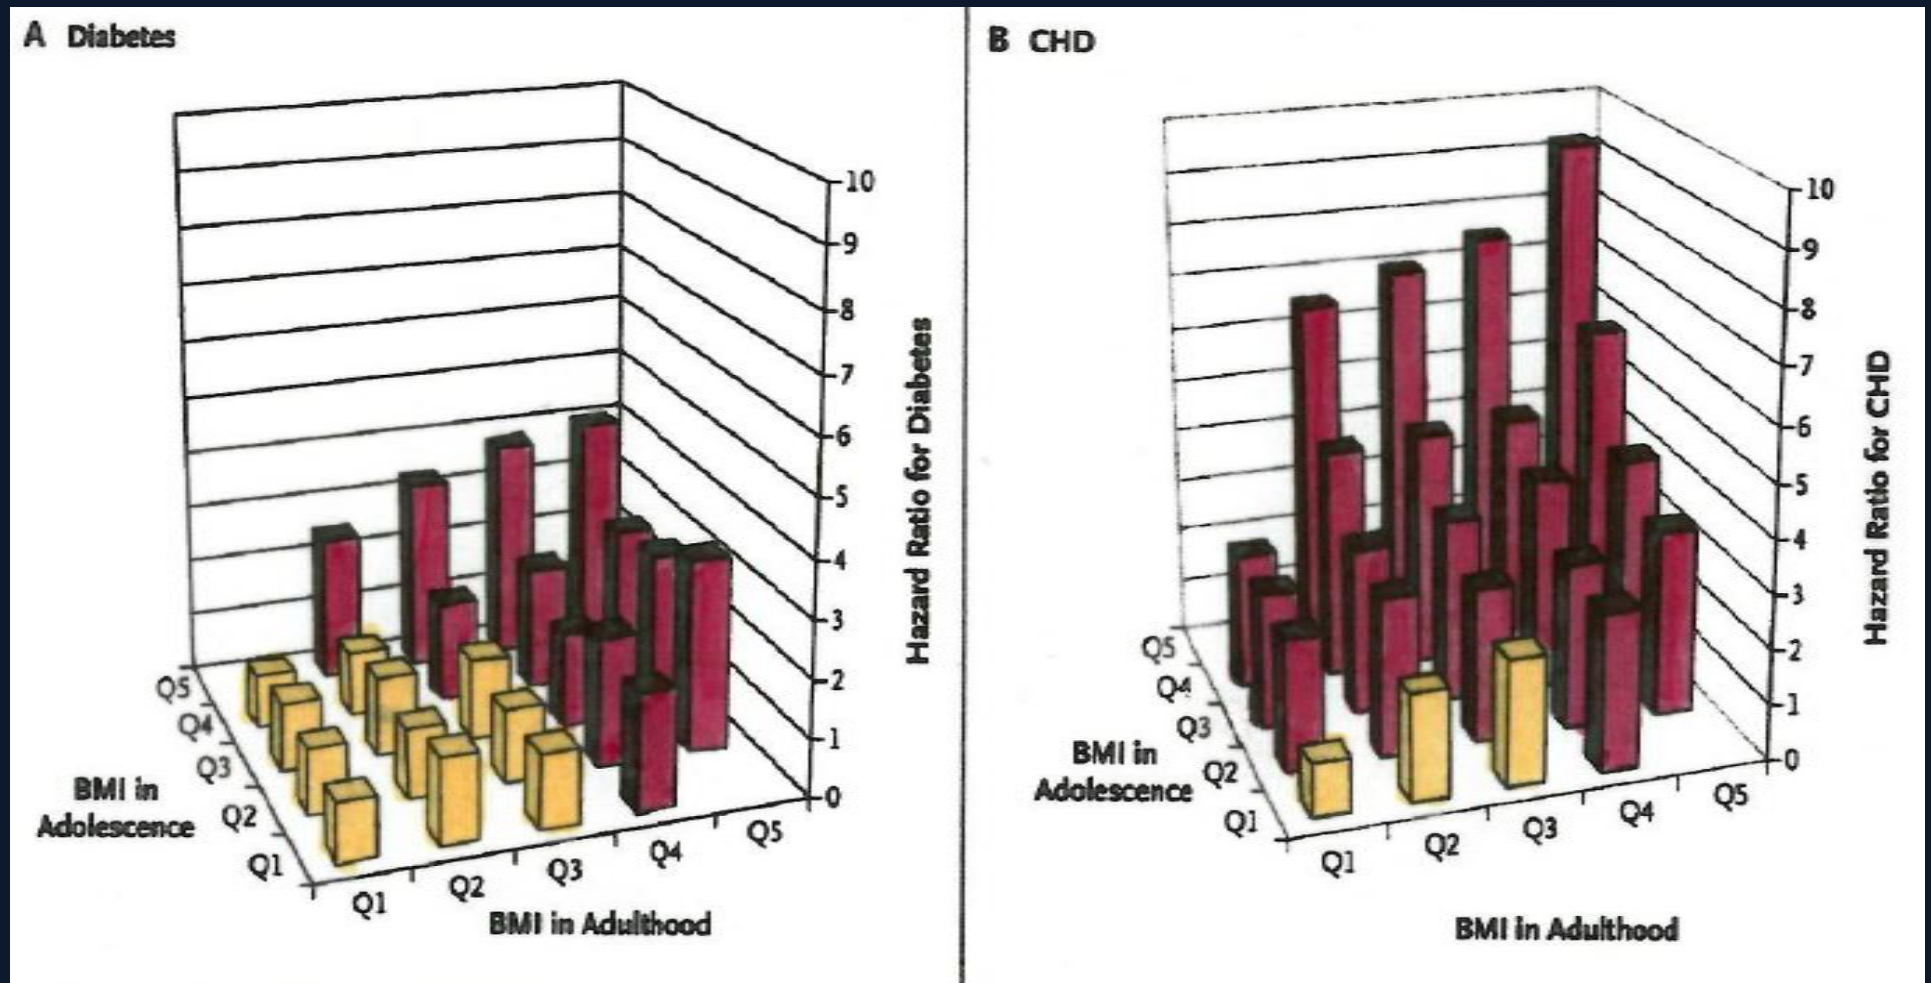 A Diabetes
10
9
8
7
6
5
4
3
2
1
0
Hazard Ratio for Diabetes
Q5
Q4
Q3
Q2
Q1
BMI in
Adolescence
Q1
Q2
Q3
Q4
Q5
BMI in Adulthood
B CHD
10
9
8
7
6
5
4
3
2
1
0
Hazard Ratio for CHD
Q5
Q4
Q3
Q2
Q1
BMI in
Adolescence
Q1
Q2
Q3
Q4
Q5
BMI in Adulthood